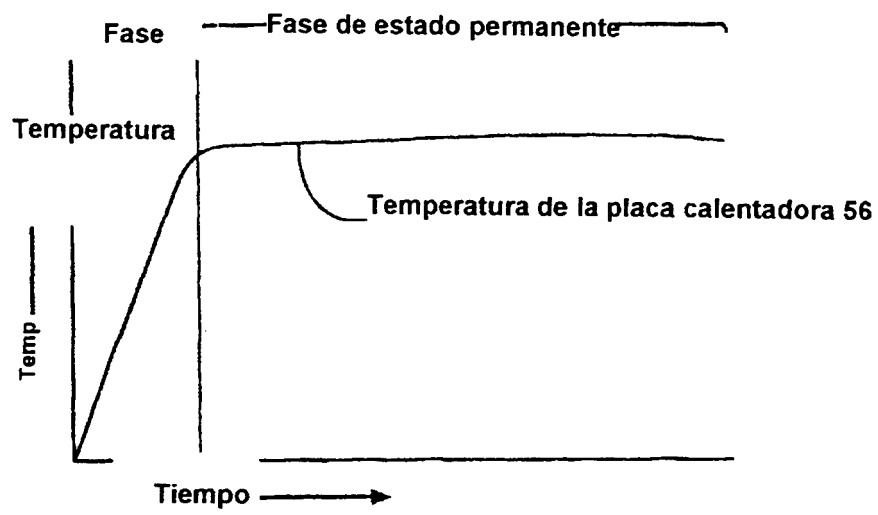 Fase
Fase de estado permanente
Temperatura
Temperatura de la placa calentadora 56
Temp
Tiempo